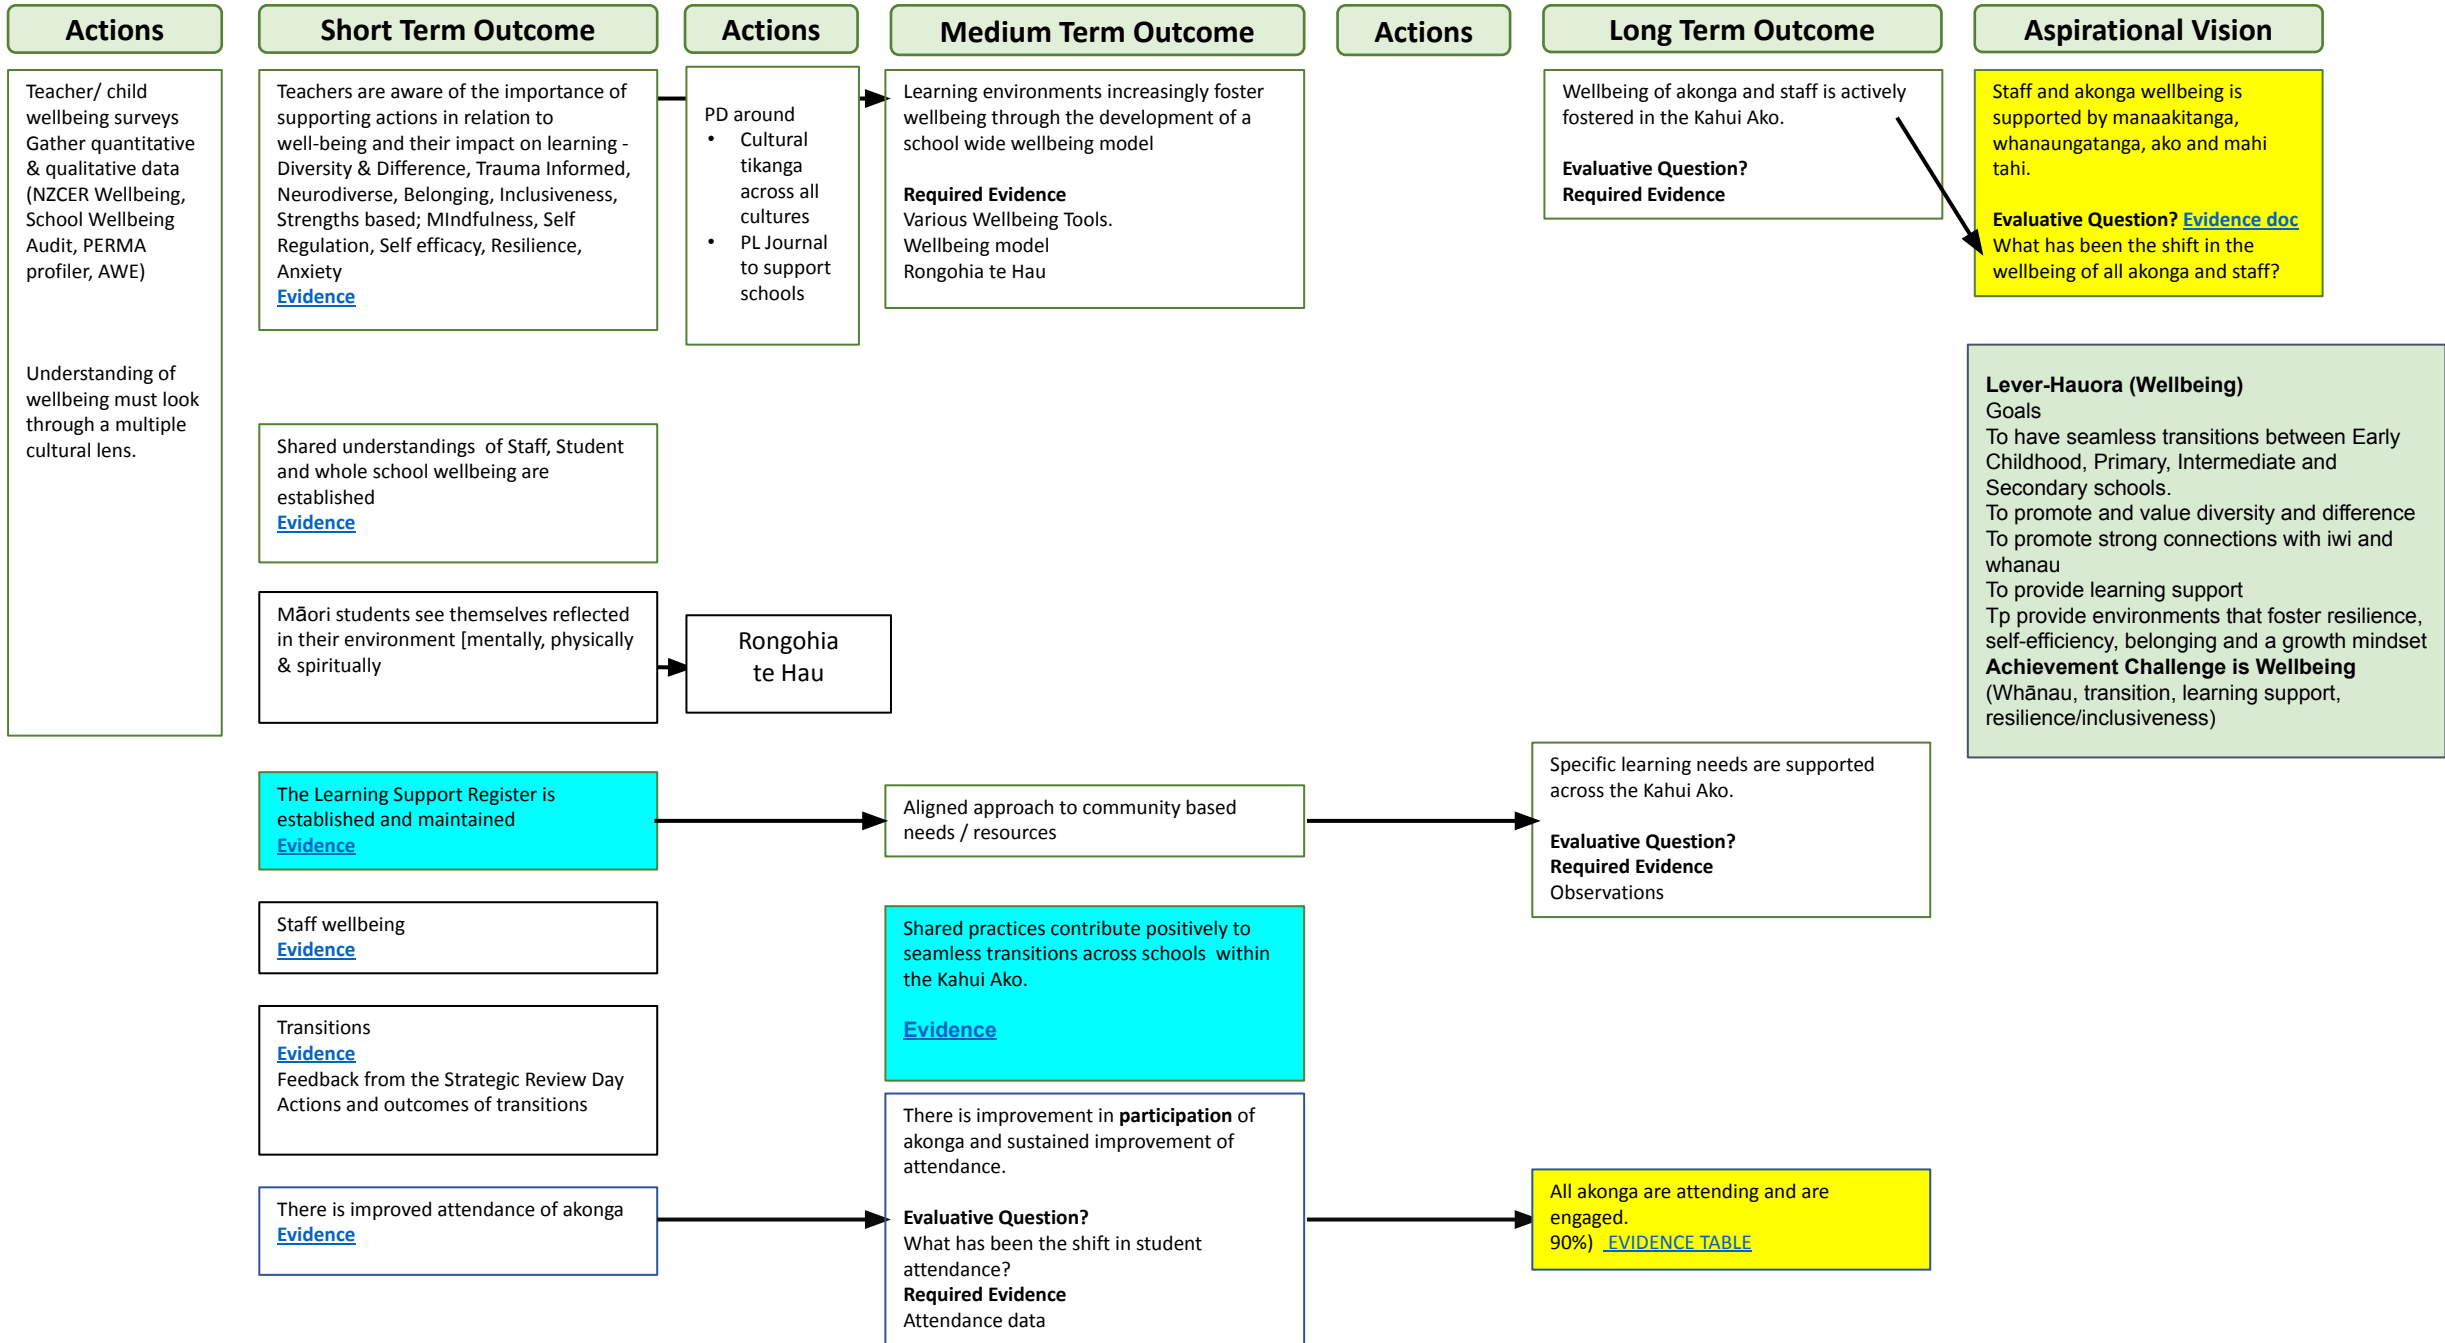 Actions
Short Term Outcome
Actions
Medium Term Outcome
Actions
Long Term Outcome
Aspirational Vision
Teacher/ child
wellbeing surveys
Gather quantitative
& qualitative data
(NZCER Wellbeing,
School Wellbeing
Audit, PERMA
profiler, AWE)
Understanding of
wellbeing must look
through a multiple
cultural lens.
Teachers are aware of the importance of
supporting actions in relation to
well-being and their impact on learning -
Diversity & Difference, Trauma Informed,
Neurodiverse, Belonging, Inclusiveness,
Strengths based; MIndfulness, Self
Regulation, Self efficacy, Resilience,
Anxiety
Evidence
Shared understandings  of Staff, Student
and whole school wellbeing are
established
Evidence
Māori students see themselves reflected
in their environment [mentally, physically
& spiritually
The Learning Support Register is
established and maintained
Evidence
Staff wellbeing
Evidence
Transitions
Evidence
Feedback from the Strategic Review Day
Actions and outcomes of transitions
There is improved attendance of akonga
Evidence
PD around
• Cultural
tikanga
across all
cultures
• PL Journal
to support
schools
Rongohia
te Hau
Learning environments increasingly foster
wellbeing through the development of a
school wide wellbeing model
Required Evidence
Various Wellbeing Tools.
Wellbeing model
Rongohia te Hau
Aligned approach to community based
needs / resources
Shared practices contribute positively to
seamless transitions across schools  within
the Kahui Ako.
Evidence
There is improvement in participation of
akonga and sustained improvement of
attendance.
Evaluative Question?
What has been the shift in student
attendance?
Required Evidence
Attendance data
Wellbeing of akonga and staff is actively
fostered in the Kahui Ako.
Evaluative Question?
Required Evidence
Specific learning needs are supported
across the Kahui Ako.
Evaluative Question?
Required Evidence
Observations
All akonga are attending and are
engaged.
90%)  EVIDENCE TABLE
Staff and akonga wellbeing is
supported by manaakitanga,
whanaungatanga, ako and mahi
tahi.
Evaluative Question? Evidence doc
What has been the shift in the
wellbeing of all akonga and staff?
Lever-Hauora (Wellbeing)
Goals
To have seamless transitions between Early
Childhood, Primary, Intermediate and
Secondary schools.
To promote and value diversity and difference
To promote strong connections with iwi and
whanau
To provide learning support
Tp provide environments that foster resilience,
self-efficiency, belonging and a growth mindset
Achievement Challenge is Wellbeing
(Whānau, transition, learning support,
resilience/inclusiveness)